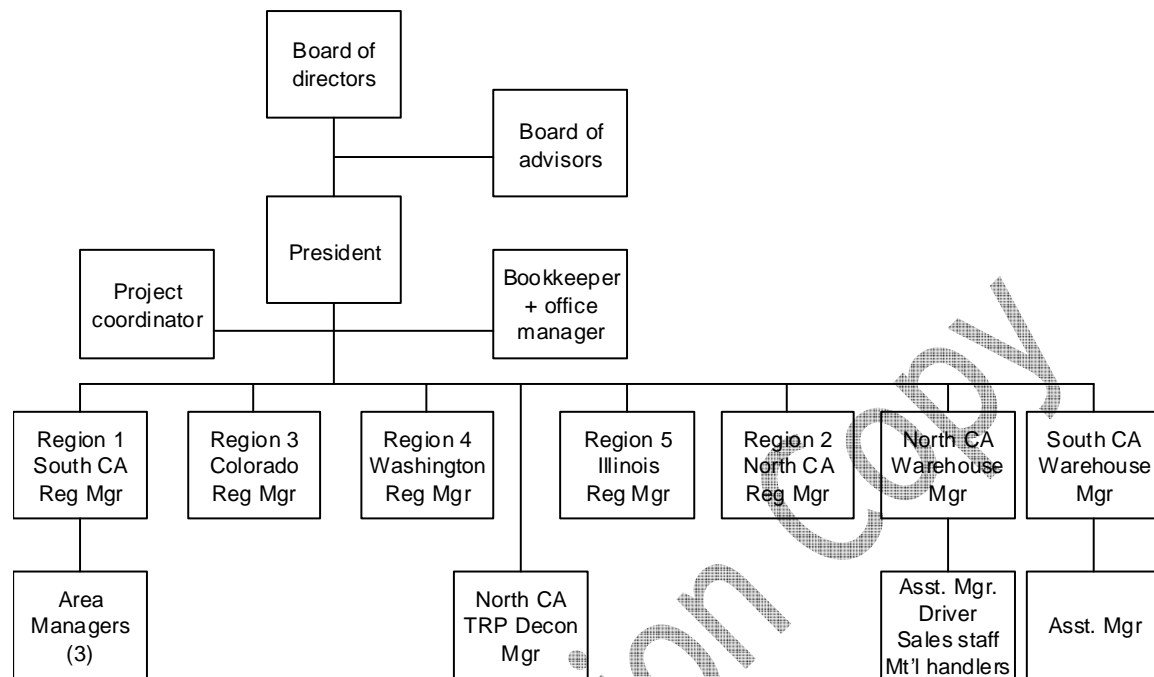 Board of
directors
Board of
advisors
President
Project
coordinator
Bookkeeper
+ office
manager
Region 1
South CA
Reg Mgr
Region 3
Colorado
Reg Mgr
Region 4
Washington
Reg Mgr
Region 5
Illinois
Reg Mgr
Region 2
North CA
Reg Mgr
North CA
Warehouse
Mgr
South CA
Warehouse
Mgr
Area
Managers
(3)
North CA
TRP Decon
Mgr
Asst. Mgr.
Driver
Sales staff
Mt'l handlers
Asst. Mgr
ion Copy